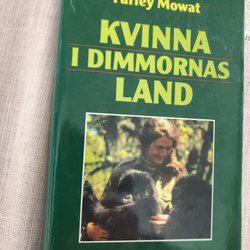 Farley Mowat
KVINNA
I DIMMORNAS
LAND